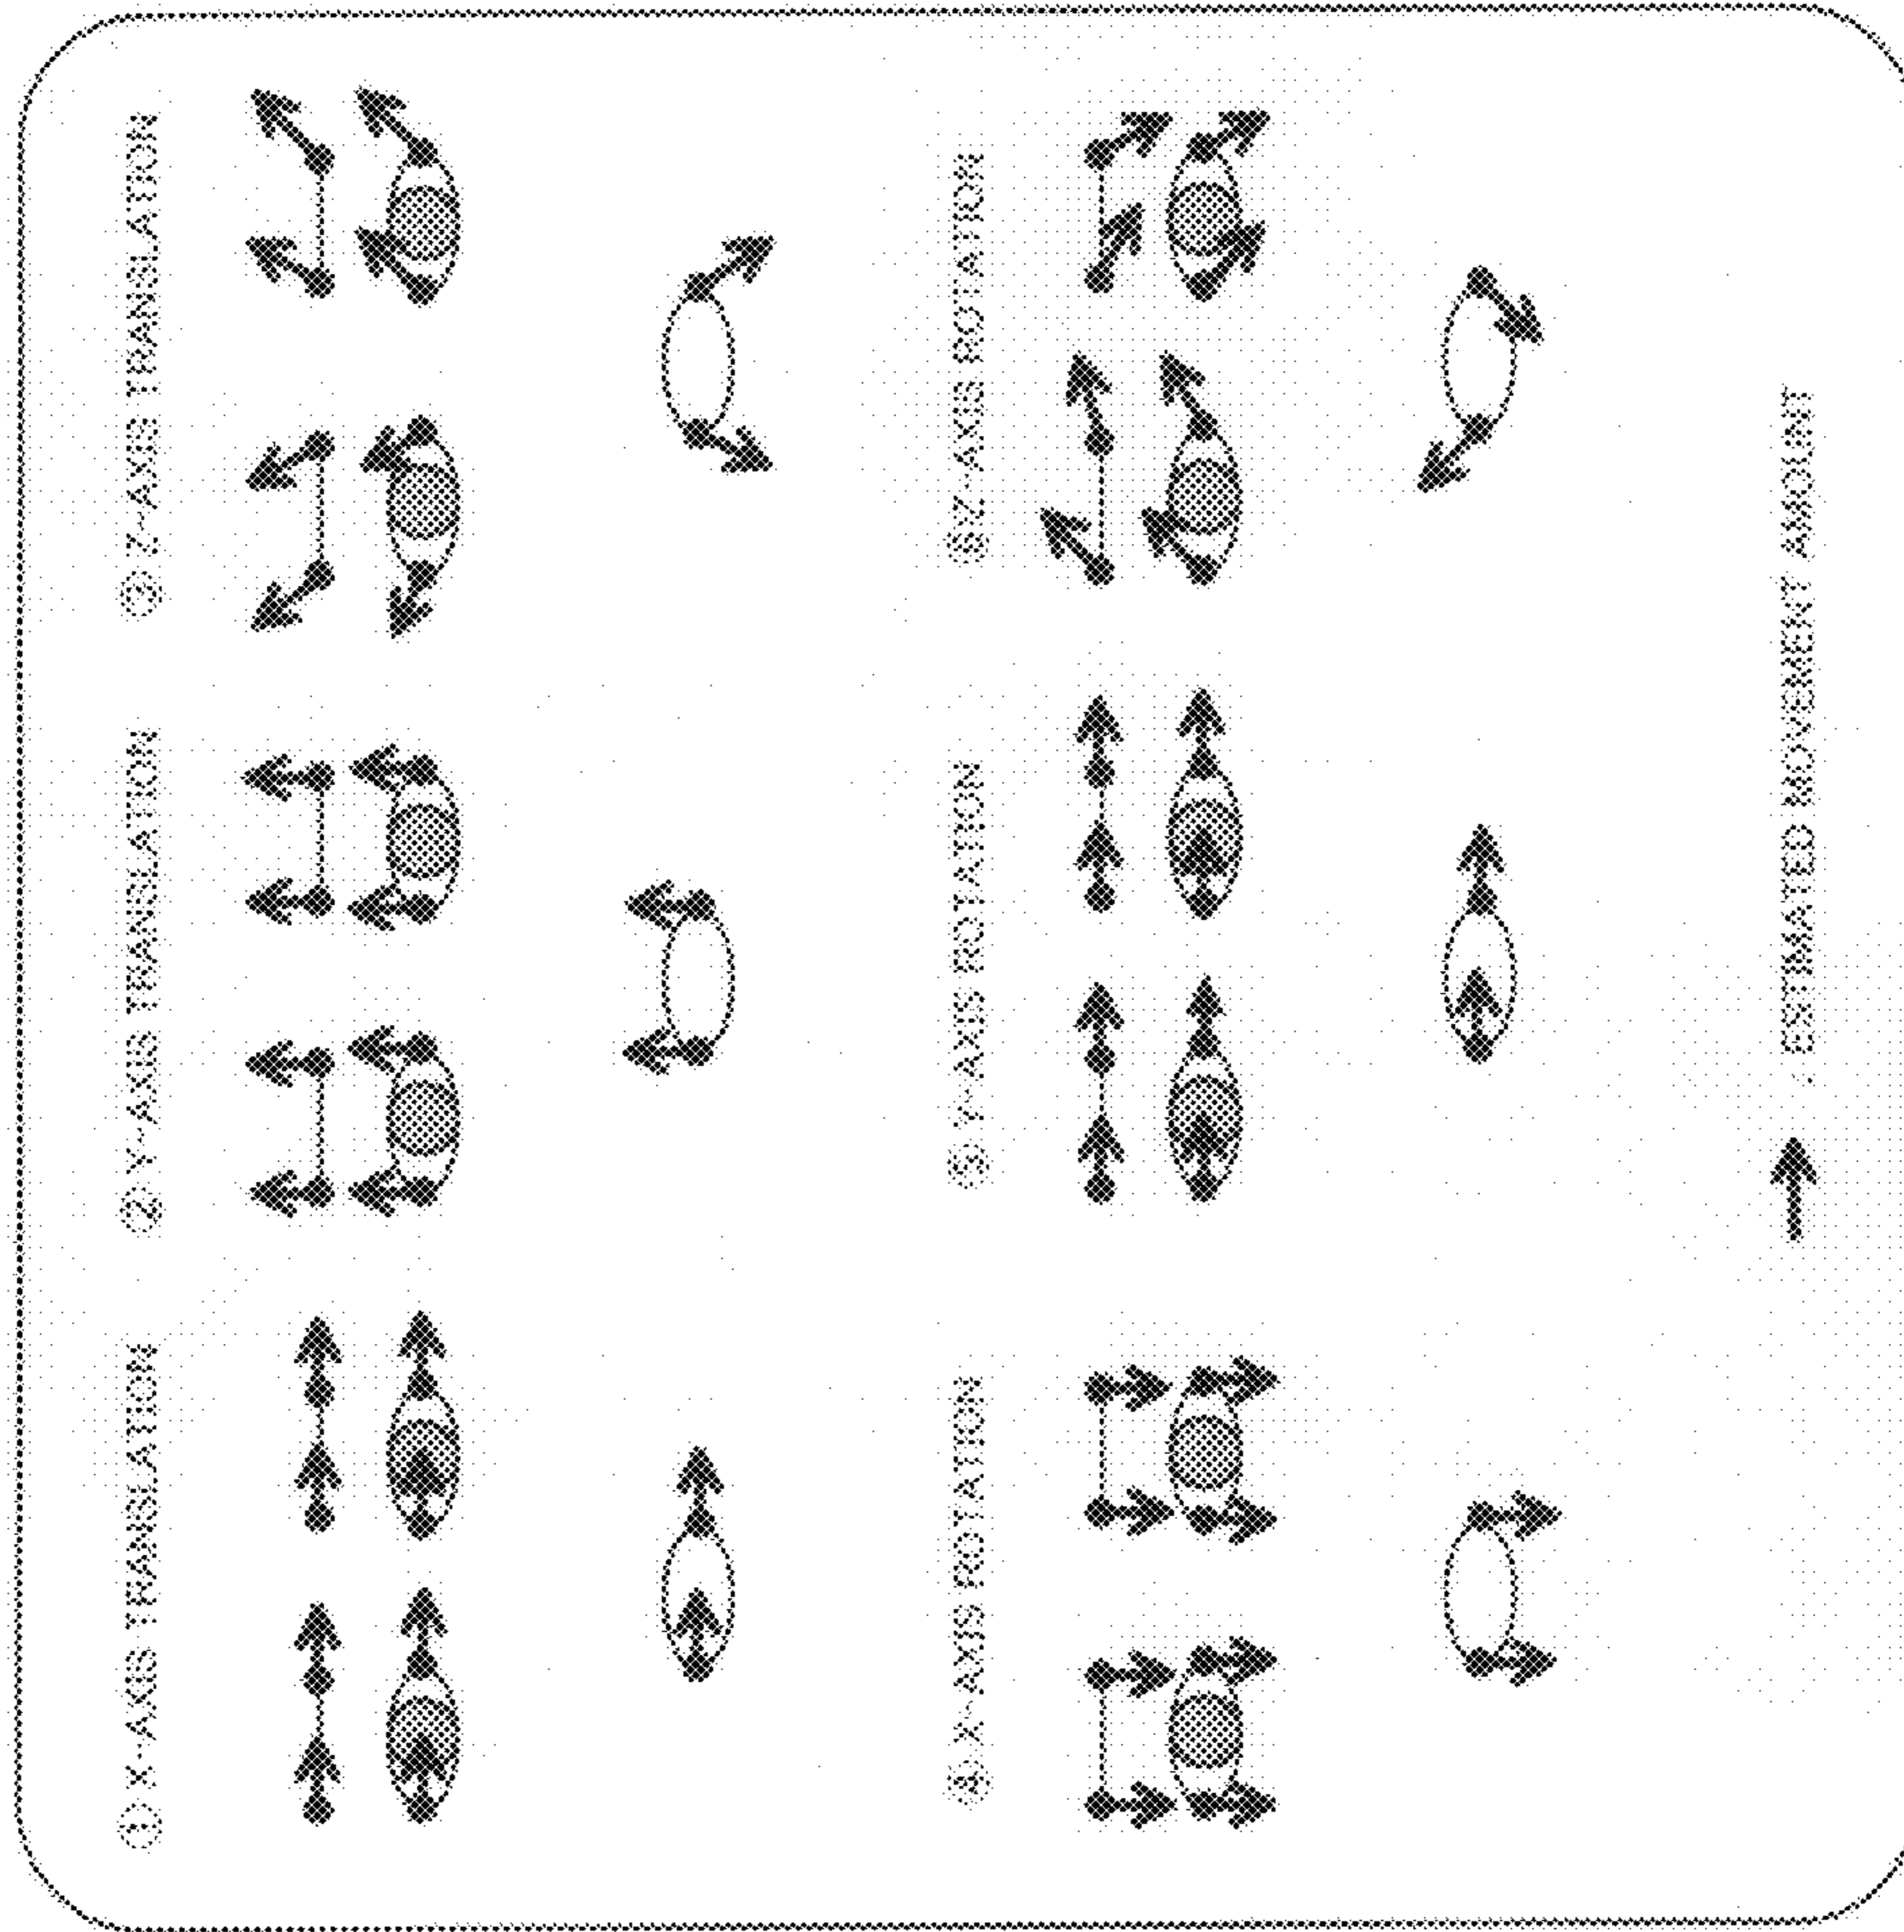 ① X-AXIS TRANSLATION
② Y-AXIS TRANSLATION
③ Z-AXIS TRANSLATION
④ X-AXIS ROTATION
⑤ Y-AXIS ROTATION
⑥ Z-AXIS ROTATION
: ESTIMATED MOVEMENT AMOUNT